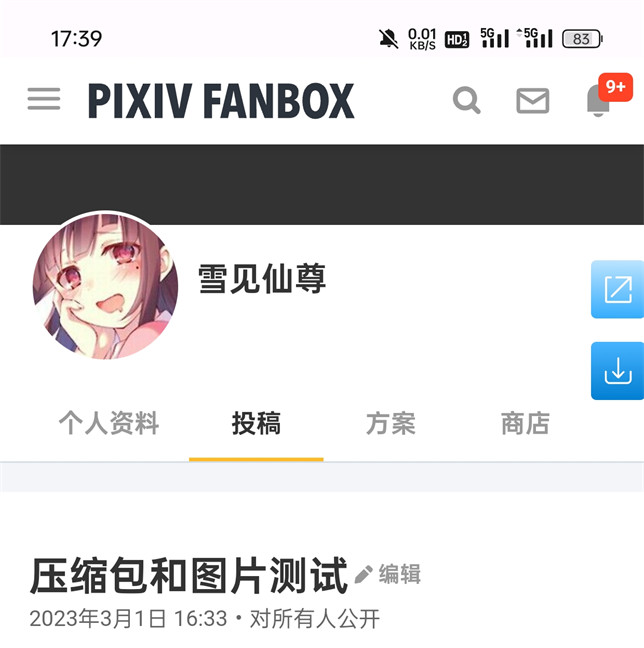 17:39 0.01 KB/S HD 1 2 5G 5G 83
PIXIV FANBOX 9+
雪见仙尊
个人资料 投稿 方案 商店
压缩包和图片测试 编辑
2023年3月1日 16:33・对所有人公开